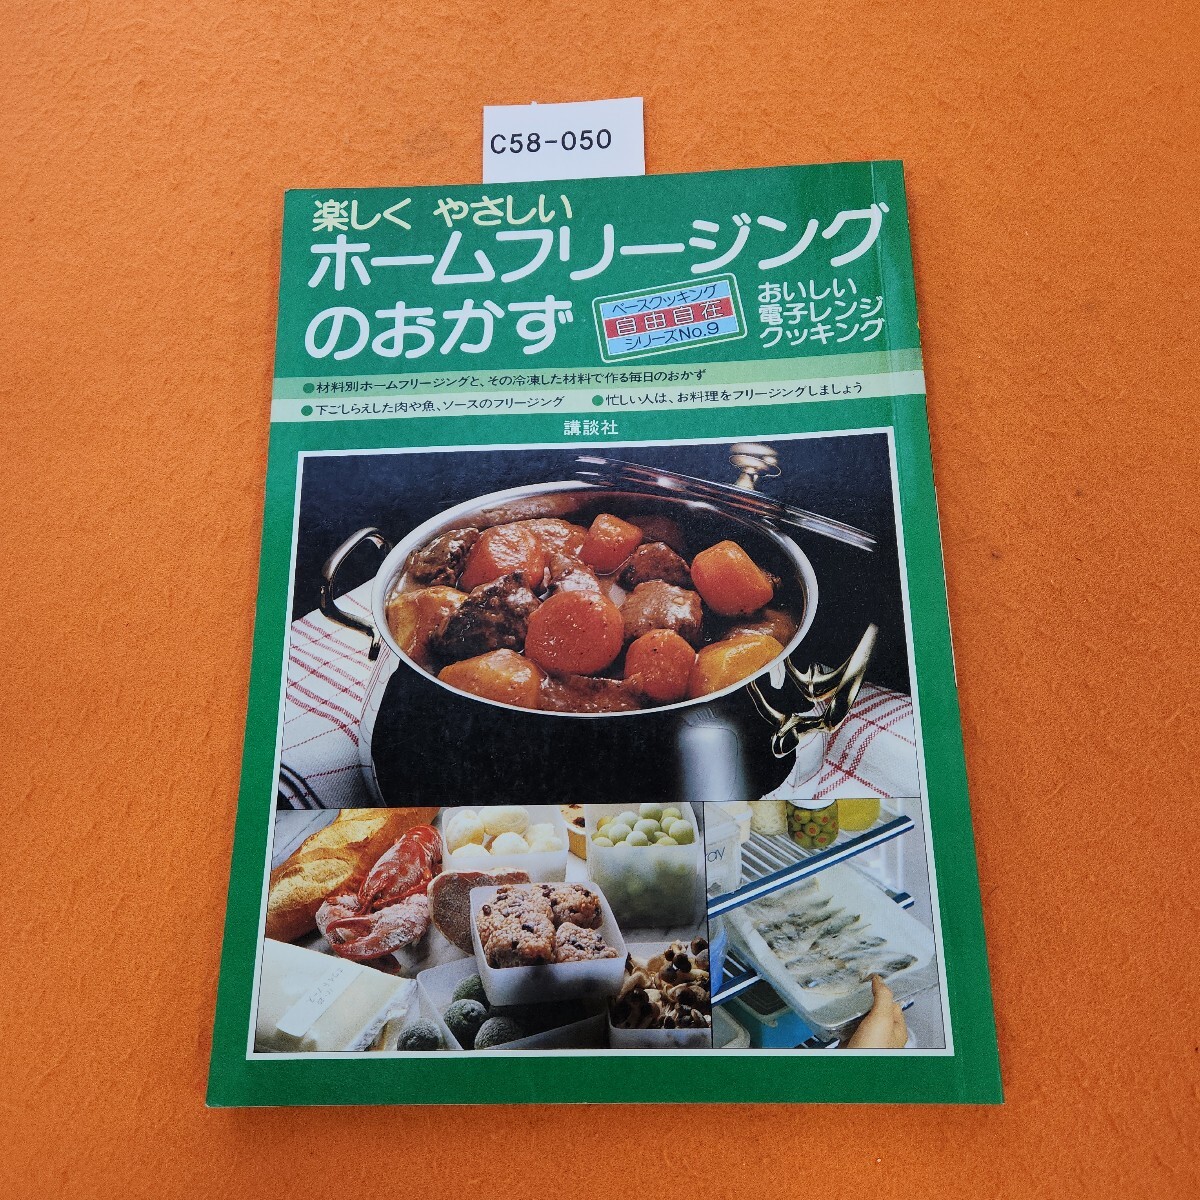 C58-050
楽しく やさしい
ホームフリージング
のおかず
ベースクッキング
自由自在
シリーズNo.9
おいしい
電子レンジ
クッキング
●材料別ホームフリージングと、その冷凍した材料で作る毎日のおかず
●下ごしらえした肉や魚、ソースのフリージング ●忙しい人は、お料理をフリージングしましょう
講談社